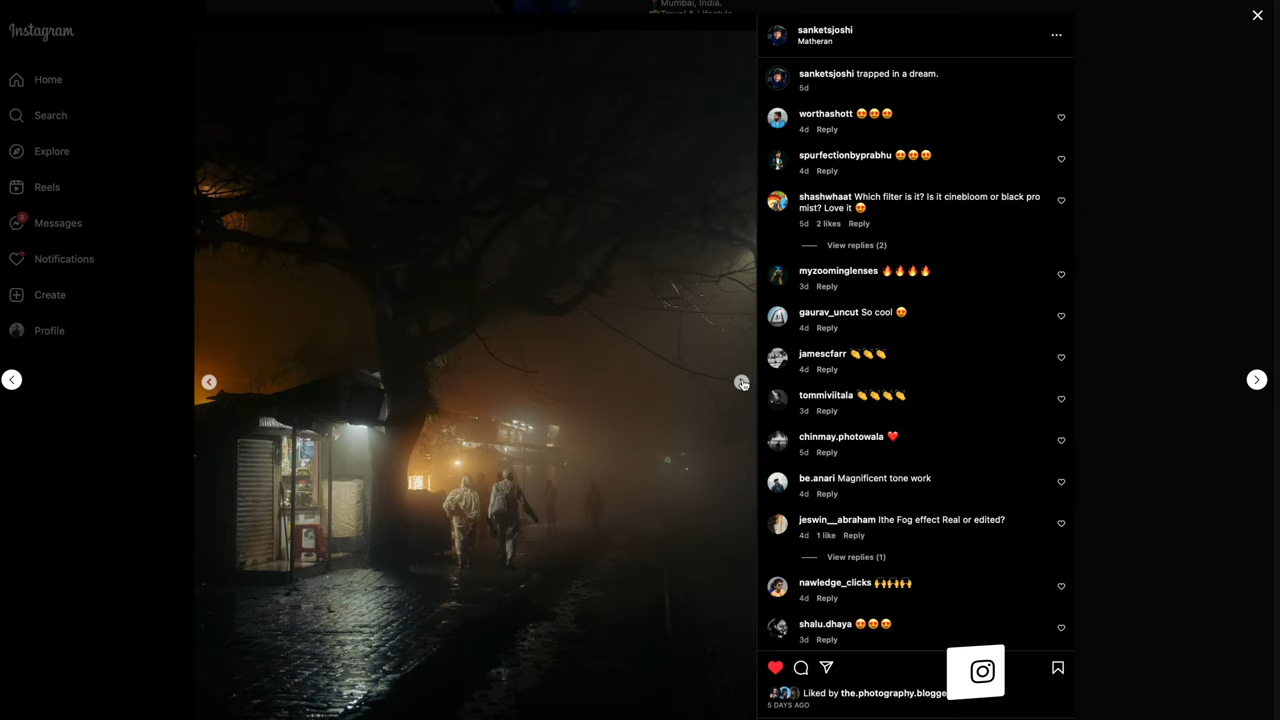 Mumbai, India.
Travel & Lifestyle
Instagram
Home
Search
Explore
Reels
Messages
Notifications
Create
Profile
sanketsjoshi
Matheran
sanketsjoshi trapped in a dream.
5d
worthashott 😍😍😍
4d Reply
spurfectionbyprabhu 😍😍😍
4d Reply
shashwhaat Which filter is it? Is it cinebloom or black pro
mist? Love it 😍
5d 2 likes Reply
View replies (2)
myzoominglenses 🔥🔥🔥🔥
3d Reply
gaurav_uncut So cool 😍
4d Reply
jamescfarr 👏👏👏
4d Reply
tommiviitala 👏👏👏👏
3d Reply
chinmay.photowala ❤️
5d Reply
be.anari Magnificent tone work
4d Reply
jeswin__abraham Ithe Fog effect Real or edited?
4d 1 like Reply
View replies (1)
nawledge_clicks 🙌🙌🙌
4d Reply
shalu.dhaya 😍😍😍
3d Reply
Liked by the.photography.blogge
5 DAYS AGO